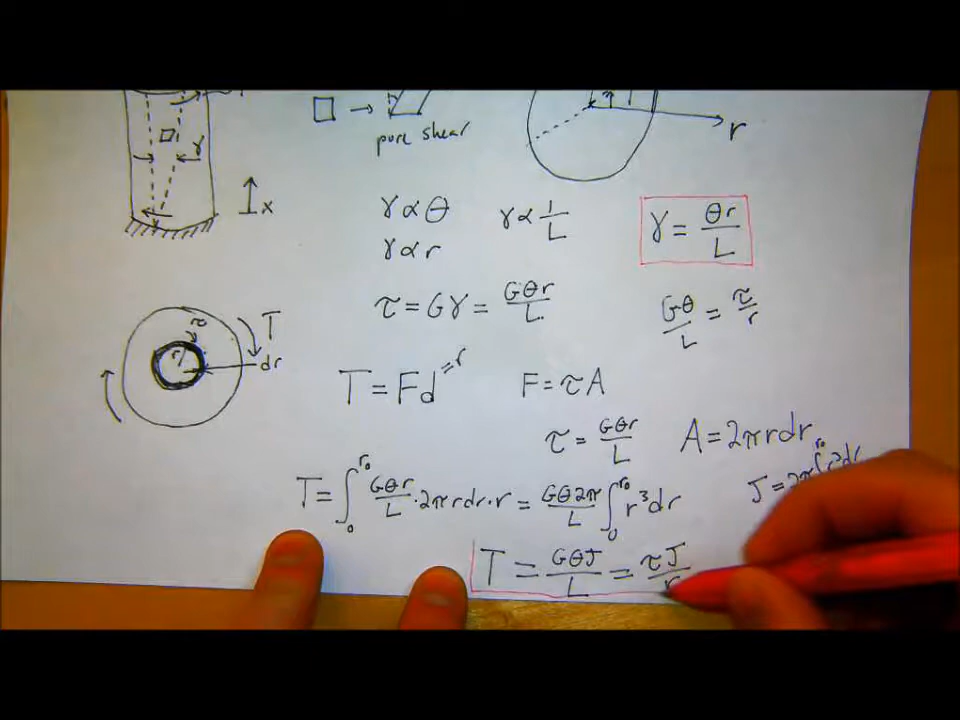 pure shear
r
α
x
γ ∝ θ
γ ∝ 1/L
γ = θr/L
γ ∝ r
τ = Gγ = Gθr/L
Gθ/L = τ/r
τ
T
r
dr
T = Fd = r
F = τA
τ = Gθr/L
A = 2πrdr
T = ∫₀^r₀ Gθr/L · 2πrdr · r = Gθ2π/L ∫₀^r₀ r³dr
J = 2π
T = GθJ/L = τJ/r